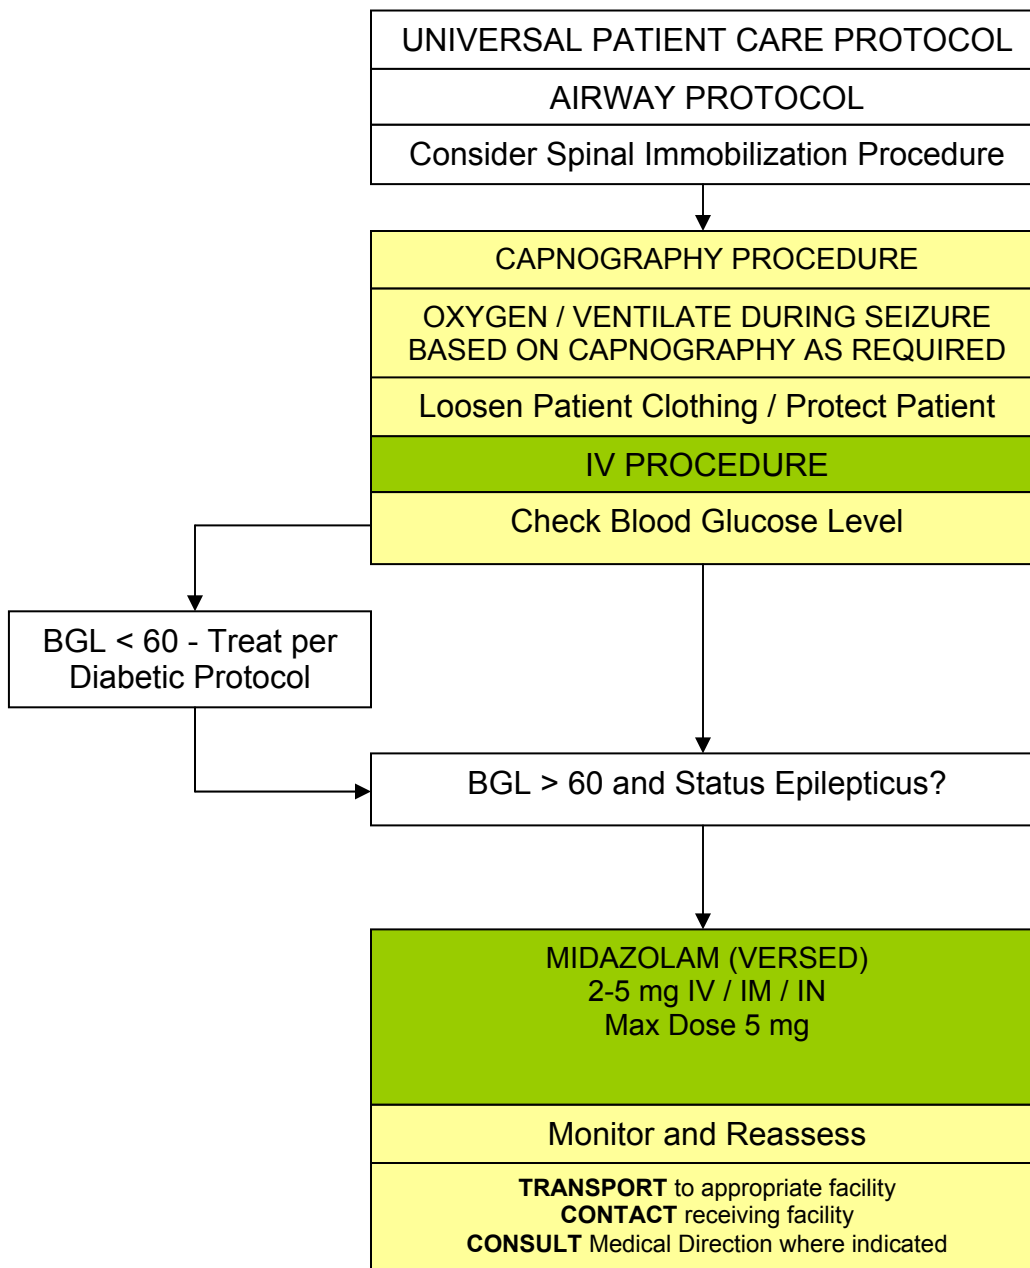 UNIVERSAL PATIENT CARE PROTOCOL
AIRWAY PROTOCOL
Consider Spinal Immobilization Procedure
CAPNOGRAPHY PROCEDURE
OXYGEN / VENTILATE DURING SEIZURE
BASED ON CAPNOGRAPHY AS REQUIRED
Loosen Patient Clothing / Protect Patient
IV PROCEDURE
Check Blood Glucose Level
BGL < 60 - Treat per
Diabetic Protocol
BGL > 60 and Status Epilepticus?
MIDAZOLAM (VERSED)
2-5 mg IV / IM / IN
Max Dose 5 mg
Monitor and Reassess
TRANSPORT to appropriate facility
CONTACT receiving facility
CONSULT Medical Direction where indicated